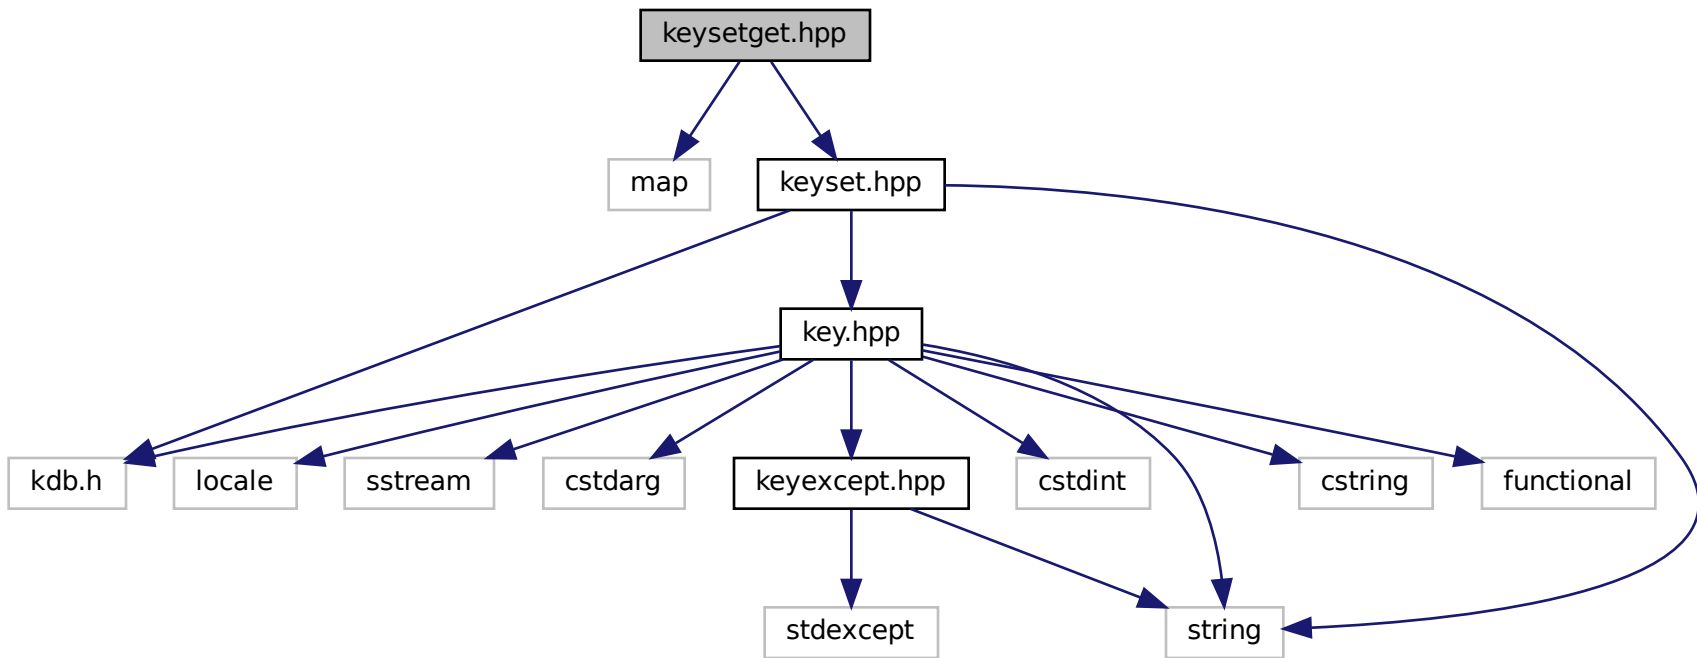 keysetget.hpp
map
keyset.hpp
key.hpp
kdb.h
locale
sstream
cstdarg
keyexcept.hpp
cstdint
cstring
functional
stdexcept
string